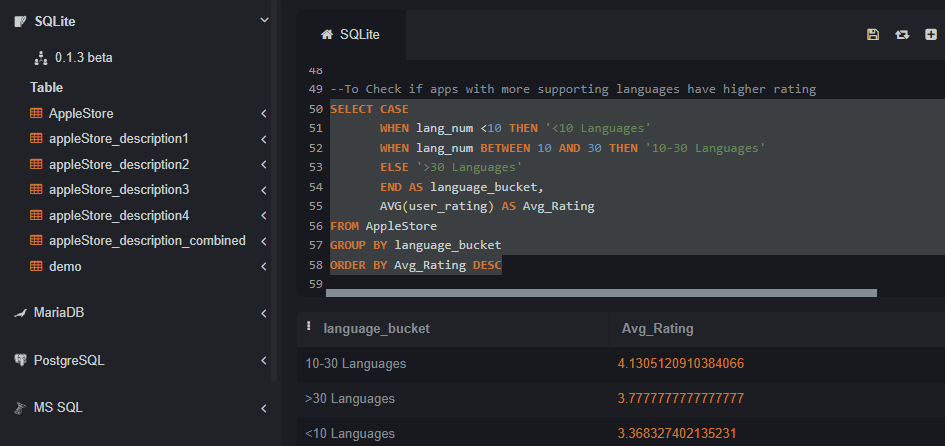 SQLite
0.1.3 beta
Table
AppleStore
appleStore_description1
appleStore_description2
appleStore_description3
appleStore_description4
appleStore_description_combined
demo
MariaDB
PostgreSQL
MS SQL
SQLite
48
49 --To Check if apps with more supporting languages have higher rating
50 SELECT CASE
51 WHEN lang_num <10 THEN '<10 Languages'
52 WHEN lang_num BETWEEN 10 AND 30 THEN '10-30 Languages'
53 ELSE '>30 Languages'
54 END AS language_bucket,
55 AVG(user_rating) AS Avg_Rating
56 FROM AppleStore
57 GROUP BY language_bucket
58 ORDER BY Avg_Rating DESC
59
language_bucket Avg_Rating
10-30 Languages 4.1305120910384066
>30 Languages 3.7777777777777777
<10 Languages 3.368327402135231